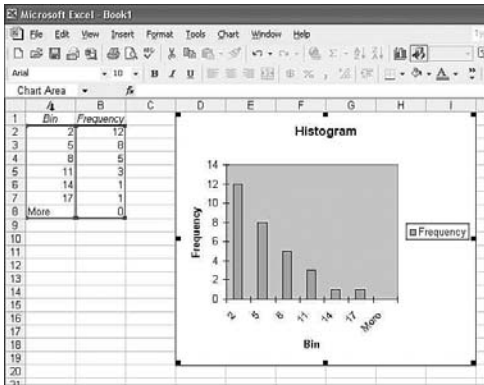 Microsoft Excel - Book1
File Edit View Insert Format Tools Chart Window Help
Arial 10 B I U
Chart Area fx
A B C D E F G H I
1 Bin Frequency
2 2 12
3 5 8
4 8 5
5 11 3
6 14 1
7 17 1
8 More 0
9
10
11
12
13
14
15
16
17
18
19
20
21
Histogram
Frequency
14
12
10
8
6
4
2
0
2 5 8 11 14 17 More
Bin
Frequency